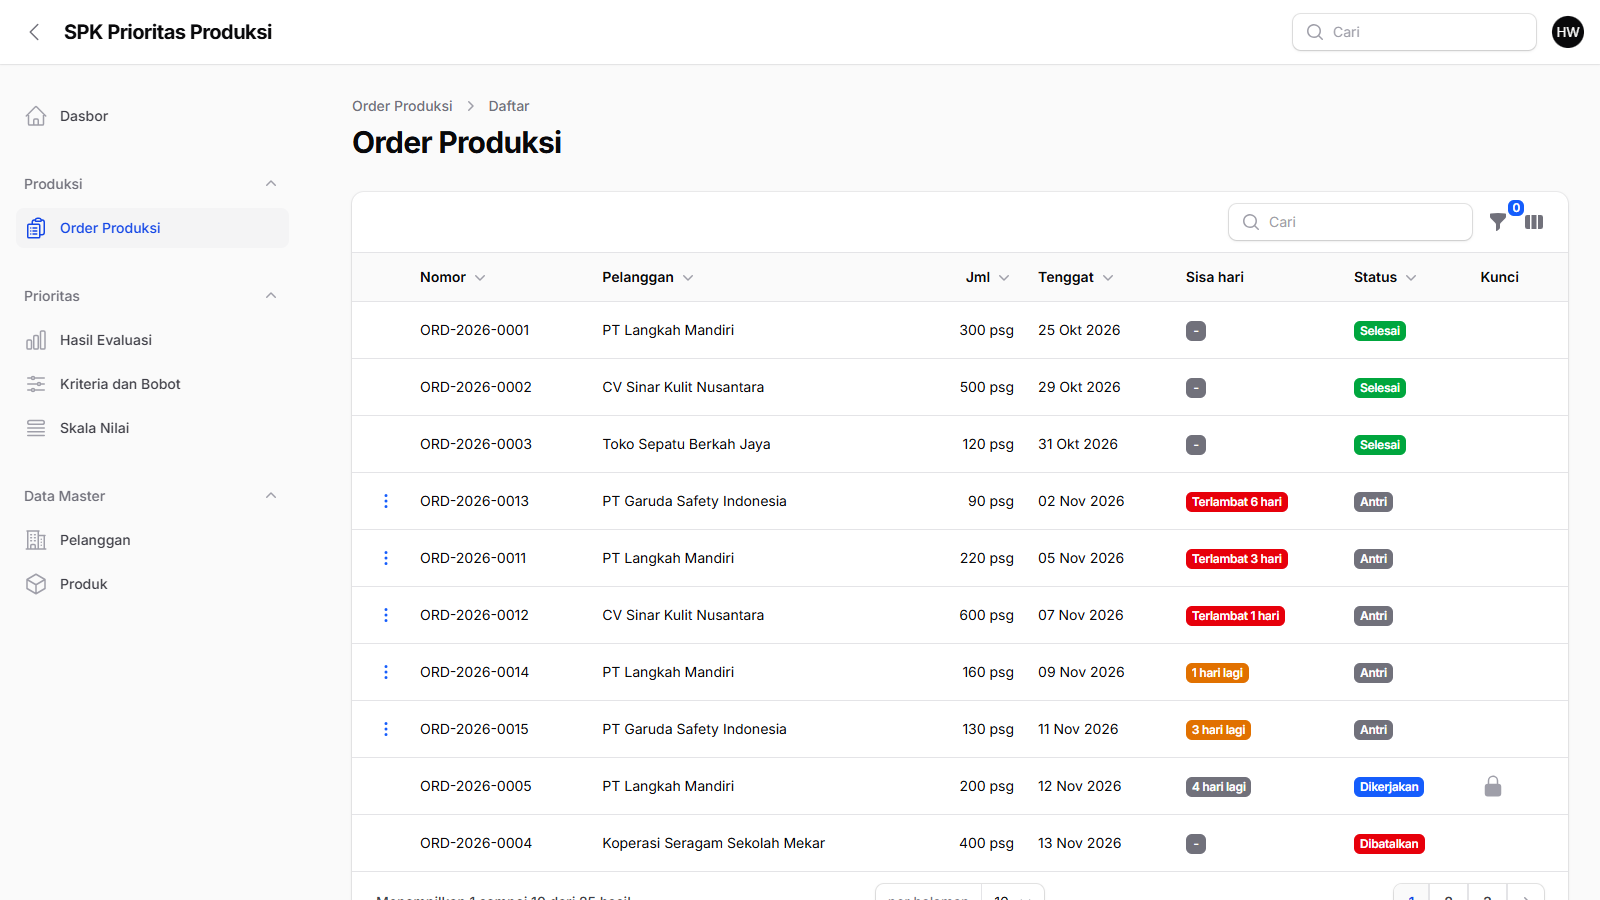 SPK Prioritas Produksi
Cari
HW
Dasbor
Produksi
Order Produksi
Prioritas
Hasil Evaluasi
Kriteria dan Bobot
Skala Nilai
Data Master
Pelanggan
Produk
Order Produksi > Daftar
Order Produksi
Cari
0
Nomor Pelanggan Jml Tenggat Sisa hari Status Kunci
ORD-2026-0001 PT Langkah Mandiri 300 psg 25 Okt 2026 - Selesai
ORD-2026-0002 CV Sinar Kulit Nusantara 500 psg 29 Okt 2026 - Selesai
ORD-2026-0003 Toko Sepatu Berkah Jaya 120 psg 31 Okt 2026 - Selesai
ORD-2026-0013 PT Garuda Safety Indonesia 90 psg 02 Nov 2026 Terlambat 6 hari Antri
ORD-2026-0011 PT Langkah Mandiri 220 psg 05 Nov 2026 Terlambat 3 hari Antri
ORD-2026-0012 CV Sinar Kulit Nusantara 600 psg 07 Nov 2026 Terlambat 1 hari Antri
ORD-2026-0014 PT Langkah Mandiri 160 psg 09 Nov 2026 1 hari lagi Antri
ORD-2026-0015 PT Garuda Safety Indonesia 130 psg 11 Nov 2026 3 hari lagi Antri
ORD-2026-0005 PT Langkah Mandiri 200 psg 12 Nov 2026 4 hari lagi Dikerjakan
ORD-2026-0004 Koperasi Seragam Sekolah Mekar 400 psg 13 Nov 2026 - Dibatalkan